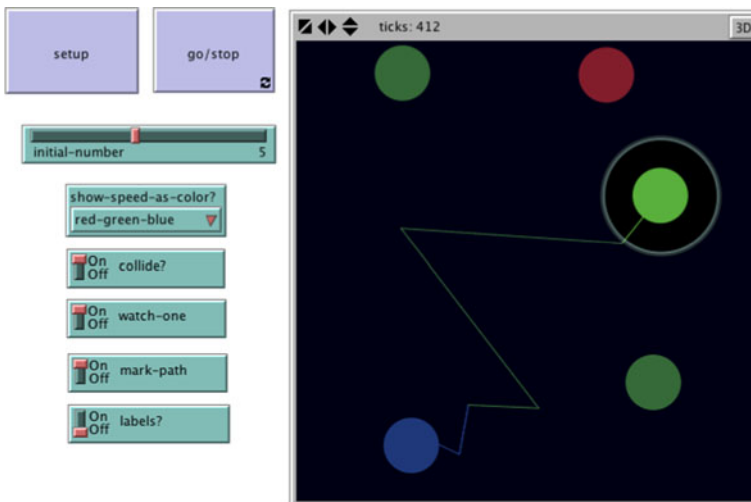 setup
go/stop
ticks: 412
3D
initial-number 5
show-speed-as-color?
red-green-blue
On
Off
collide?
On
Off
watch-one
On
Off
mark-path
On
Off
labels?